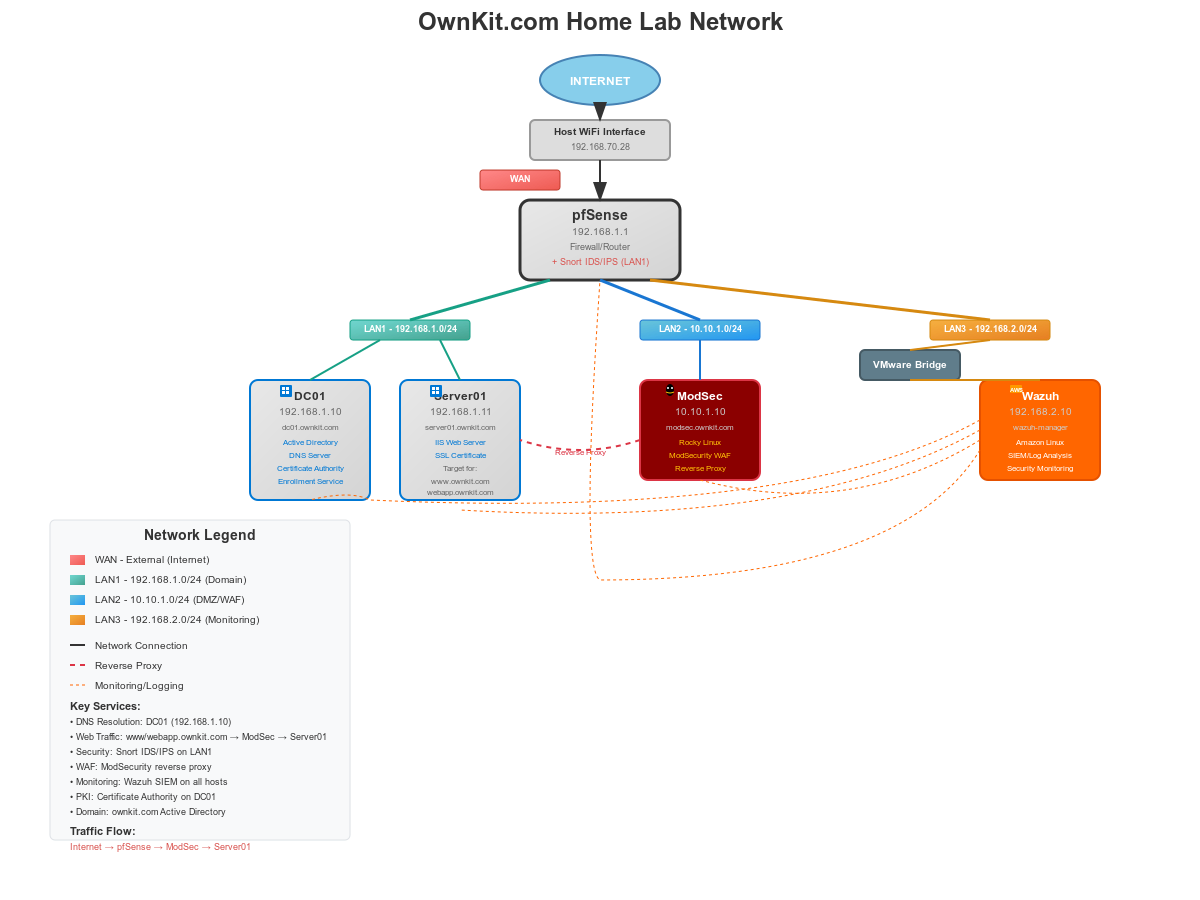 OwnKit.com Home Lab Network
INTERNET
Host WiFi Interface
192.168.70.28
WAN
pfSense
192.168.1.1
Firewall/Router
+ Snort IDS/IPS (LAN1)
LAN1 - 192.168.1.0/24
LAN2 - 10.10.1.0/24
LAN3 - 192.168.2.0/24
VMware Bridge
DC01
192.168.1.10
dc01.ownkit.com
Active Directory
DNS Server
Certificate Authority
Enrollment Service
Server01
192.168.1.11
server01.ownkit.com
IIS Web Server
SSL Certificate
Target for:
www.ownkit.com
webapp.ownkit.com
Reverse Proxy
ModSec
10.10.1.10
modsec.ownkit.com
Rocky Linux
ModSecurity WAF
Reverse Proxy
AWS
Wazuh
192.168.2.10
wazuh-manager
Amazon Linux
SIEM/Log Analysis
Security Monitoring
Network Legend
WAN - External (Internet)
LAN1 - 192.168.1.0/24 (Domain)
LAN2 - 10.10.1.0/24 (DMZ/WAF)
LAN3 - 192.168.2.0/24 (Monitoring)
Network Connection
Reverse Proxy
Monitoring/Logging
Key Services:
• DNS Resolution: DC01 (192.168.1.10)
• Web Traffic: www/webapp.ownkit.com → ModSec → Server01
• Security: Snort IDS/IPS on LAN1
• WAF: ModSecurity reverse proxy
• Monitoring: Wazuh SIEM on all hosts
• PKI: Certificate Authority on DC01
• Domain: ownkit.com Active Directory
Traffic Flow:
Internet → pfSense → ModSec → Server01